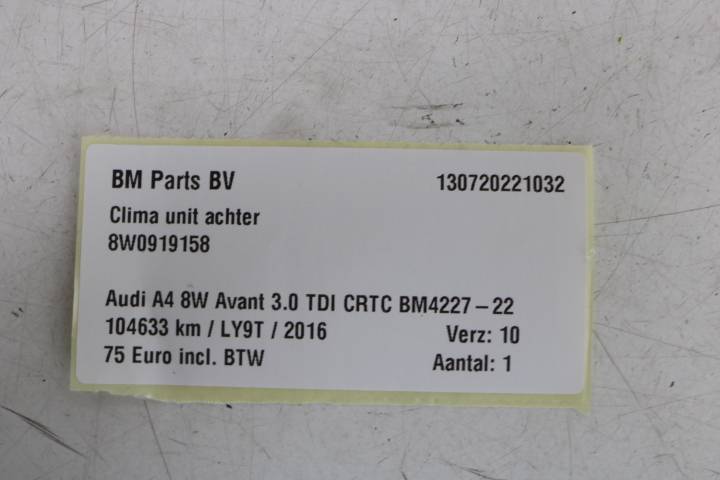 BM Parts BV 130720221032
Clima unit achter
8W0919158
Audi A4 8W Avant 3.0 TDI CRTC BM4227-22
104633 km / LY9T / 2016 Verz: 10
75 Euro incl. BTW Aantal: 1